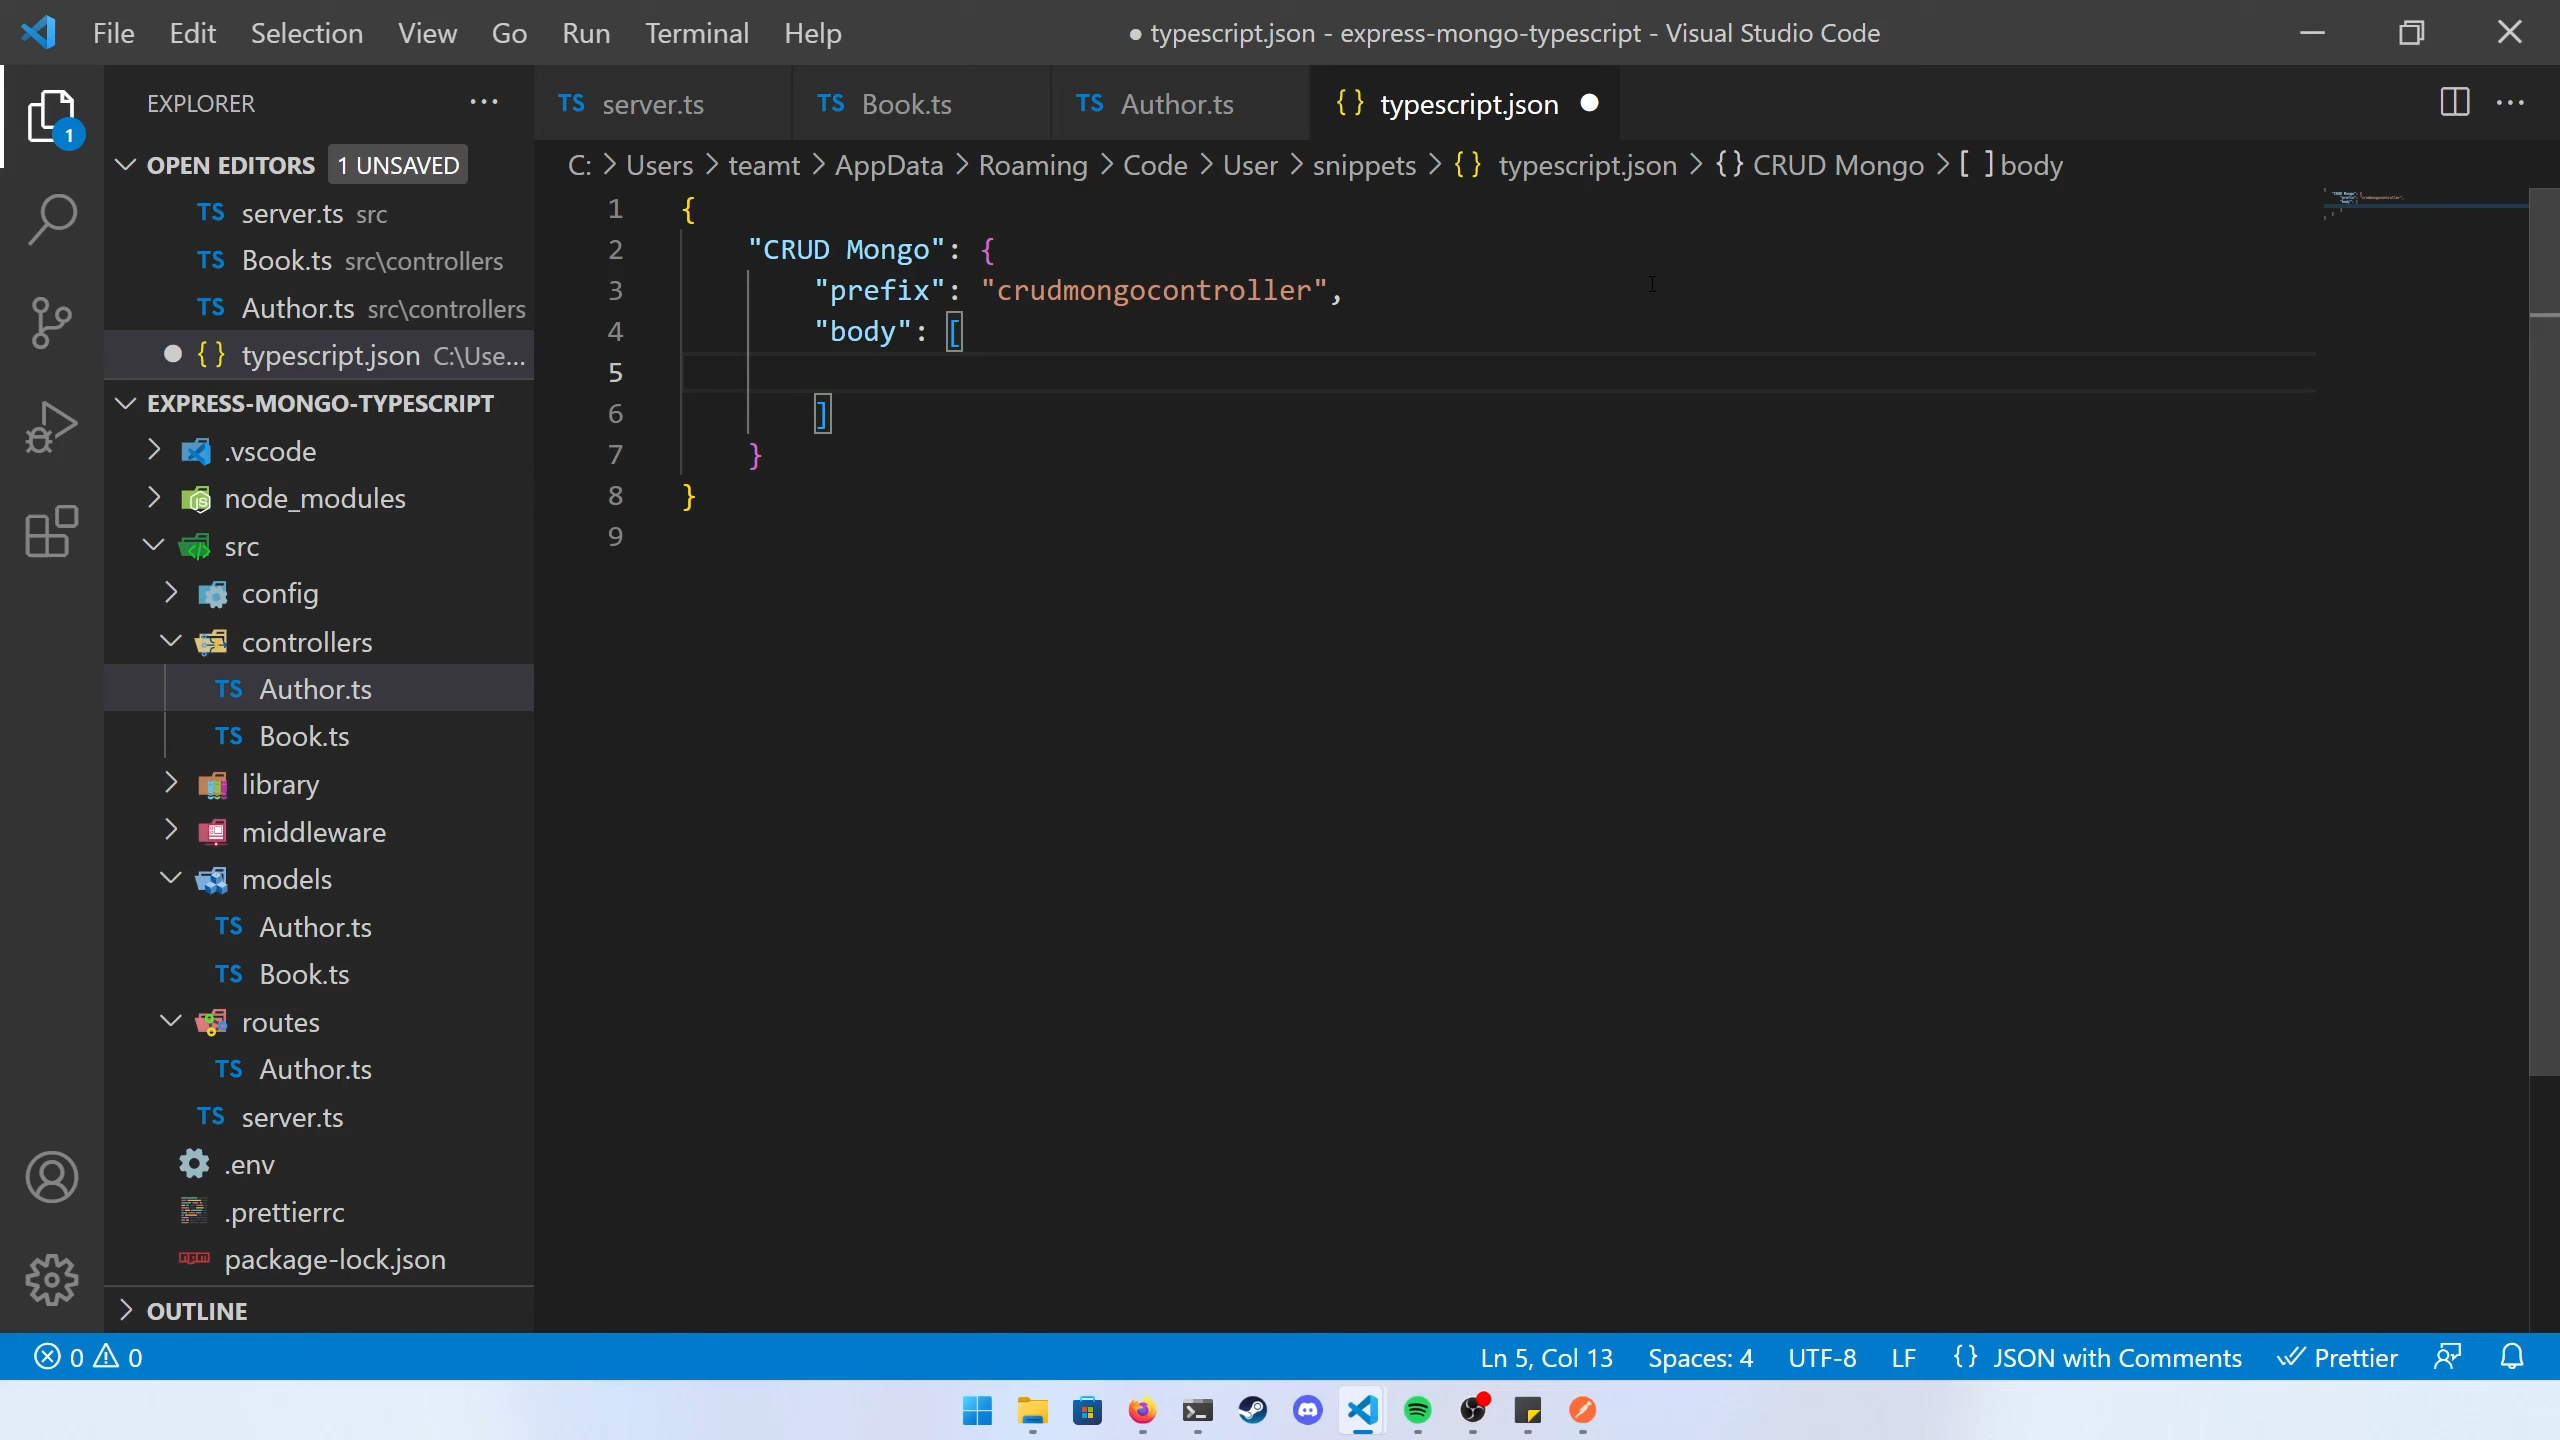 File Edit Selection View Go Run Terminal Help
● typescript.json - express-mongo-typescript - Visual Studio Code
1
EXPLORER ···
OPEN EDITORS 1 UNSAVED
TS server.ts src
TS Book.ts src\controllers
TS Author.ts src\controllers
● {} typescript.json C:\Use...
EXPRESS-MONGO-TYPESCRIPT
.vscode
node_modules
src
config
controllers
TS Author.ts
TS Book.ts
library
middleware
models
TS Author.ts
TS Book.ts
routes
TS Author.ts
TS server.ts
.env
.prettierrc
package-lock.json
OUTLINE
TS server.ts
TS Book.ts
TS Author.ts
{} typescript.json ●
C: > Users > teamt > AppData > Roaming > Code > User > snippets > {} typescript.json > {} CRUD Mongo > [ ] body
1 {
2 "CRUD Mongo": {
3 "prefix": "crudmongocontroller",
4 "body": [
5
6 ]
7 }
8 }
9
0 0
Ln 5, Col 13 Spaces: 4 UTF-8 LF {} JSON with Comments Prettier